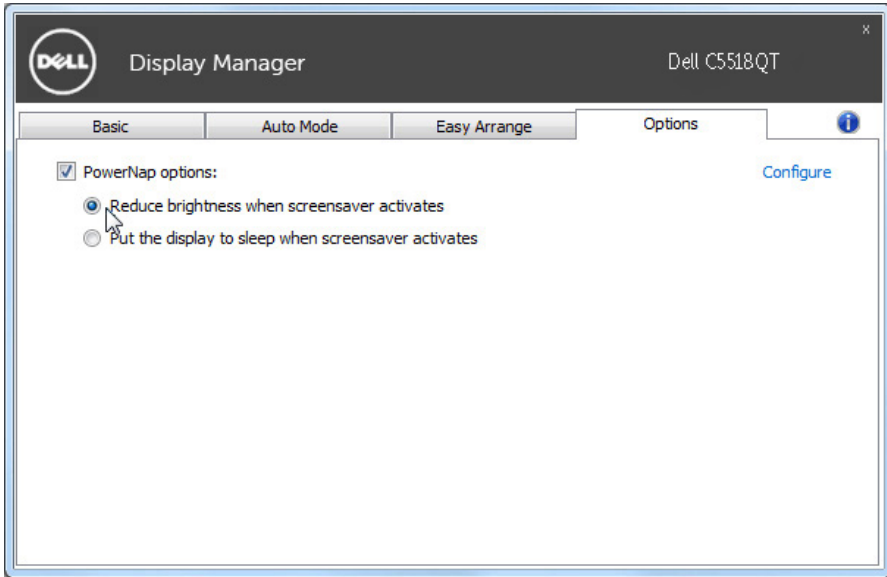 x
DELL
Display Manager
Dell C5518QT
Basic
Auto Mode
Easy Arrange
Options
i
PowerNap options:
Configure
Reduce brightness when screensaver activates
Put the display to sleep when screensaver activates